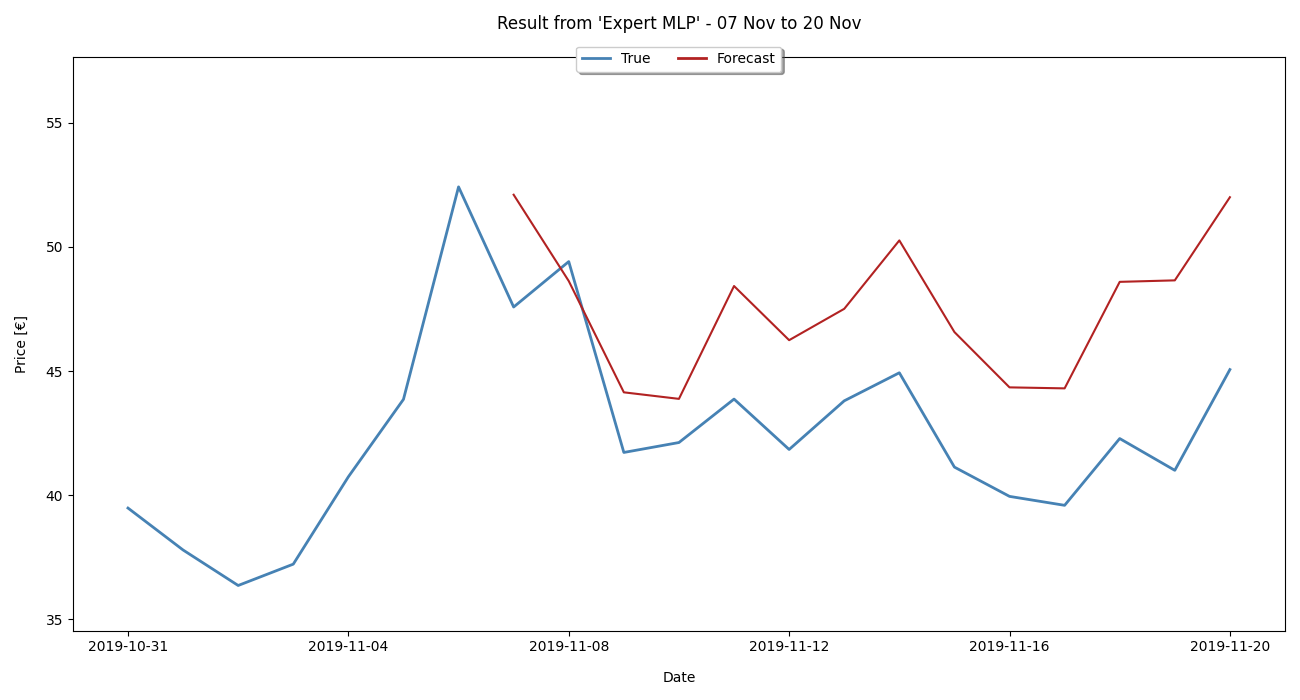 Result from 'Expert MLP' - 07 Nov to 20 Nov
True Forecast
55
50
45
40
35
Price [€]
2019-10-31 2019-11-04 2019-11-08 2019-11-12 2019-11-16 2019-11-20
Date